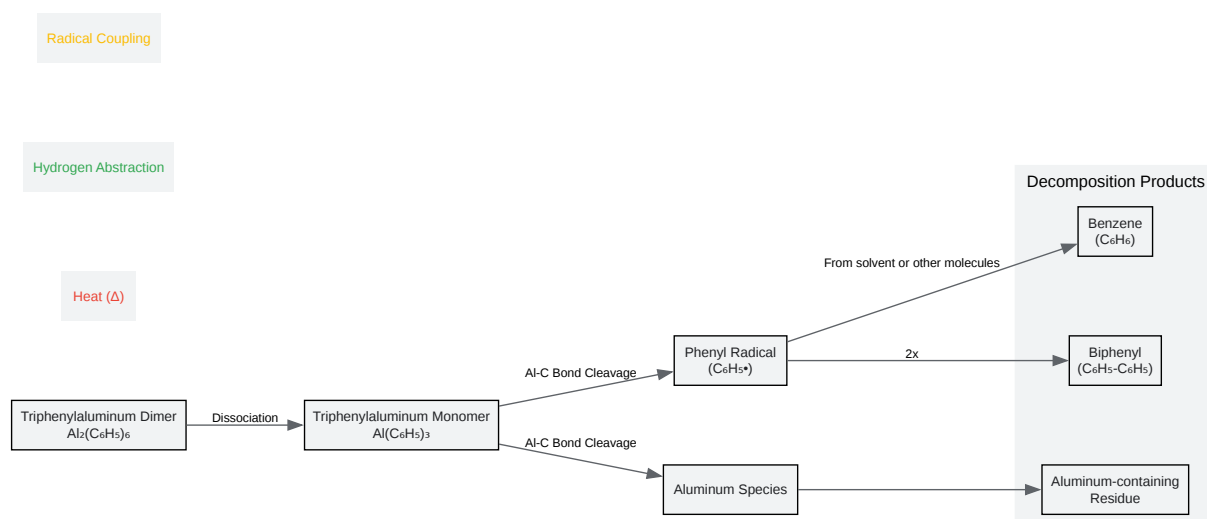 Radical Coupling
Hydrogen Abstraction
Heat (Δ)
Decomposition Products
Benzene
(C₆H₆)
From solvent or other molecules
Phenyl Radical
(C₆H₅•)
2x
Biphenyl
(C₆H₅-C₆H₅)
Al-C Bond Cleavage
Triphenylaluminum Dimer
Al₂(C₆H₅)₆
Dissociation
Triphenylaluminum Monomer
Al(C₆H₅)₃
Al-C Bond Cleavage
Aluminum Species
Aluminum-containing
Residue